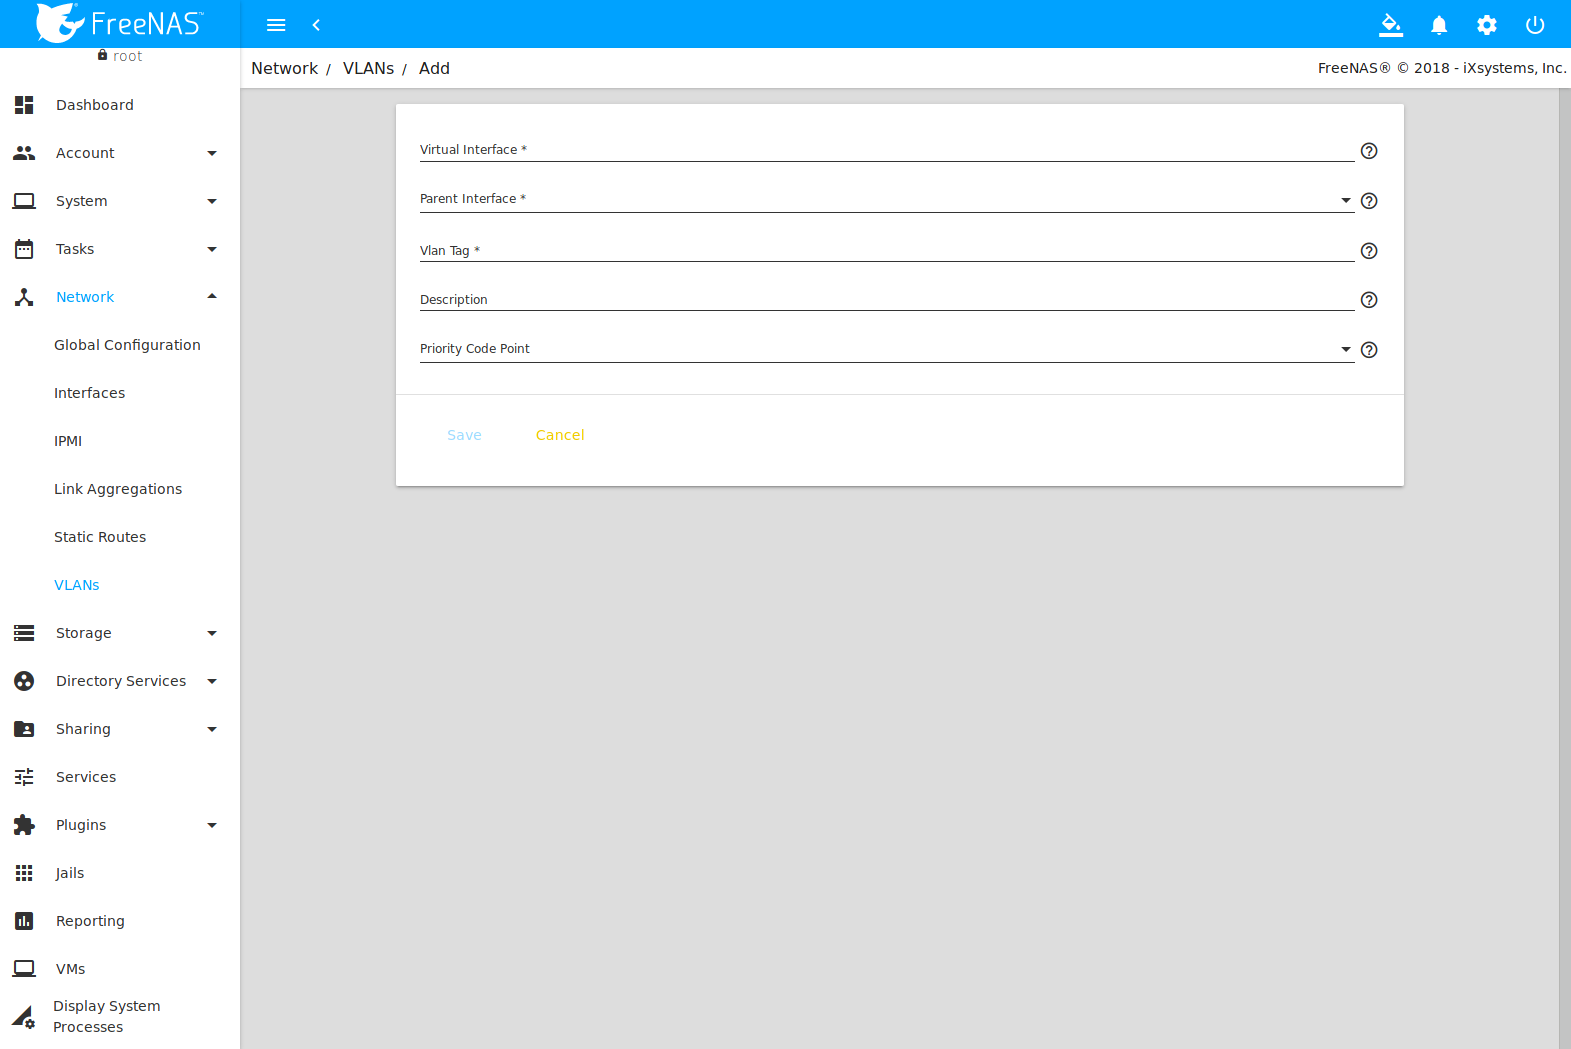 FreeNAS™
root
Network / VLANs / Add
FreeNAS® © 2018 - iXsystems, Inc.
Dashboard
Account
System
Tasks
Network
Global Configuration
Interfaces
IPMI
Link Aggregations
Static Routes
VLANs
Storage
Directory Services
Sharing
Services
Plugins
Jails
Reporting
VMs
Display System
Processes
Virtual Interface *
Parent Interface *
Vlan Tag *
Description
Priority Code Point
Save
Cancel